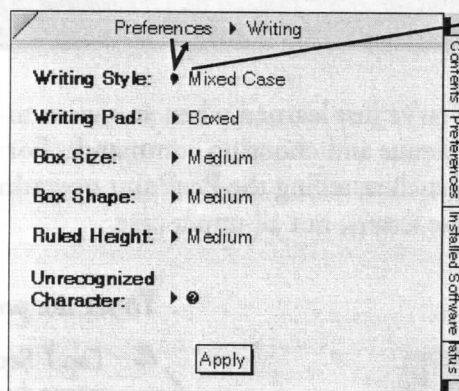 Preferences ▸ Writing
Writing Style: Mixed Case
Writing Pad: ▸ Boxed
Box Size: ▸ Medium
Box Shape: ▸ Medium
Ruled Height: ▸ Medium
Unrecognized
Character: ▸ ?
Apply
Contents
Preferences
Installed Software